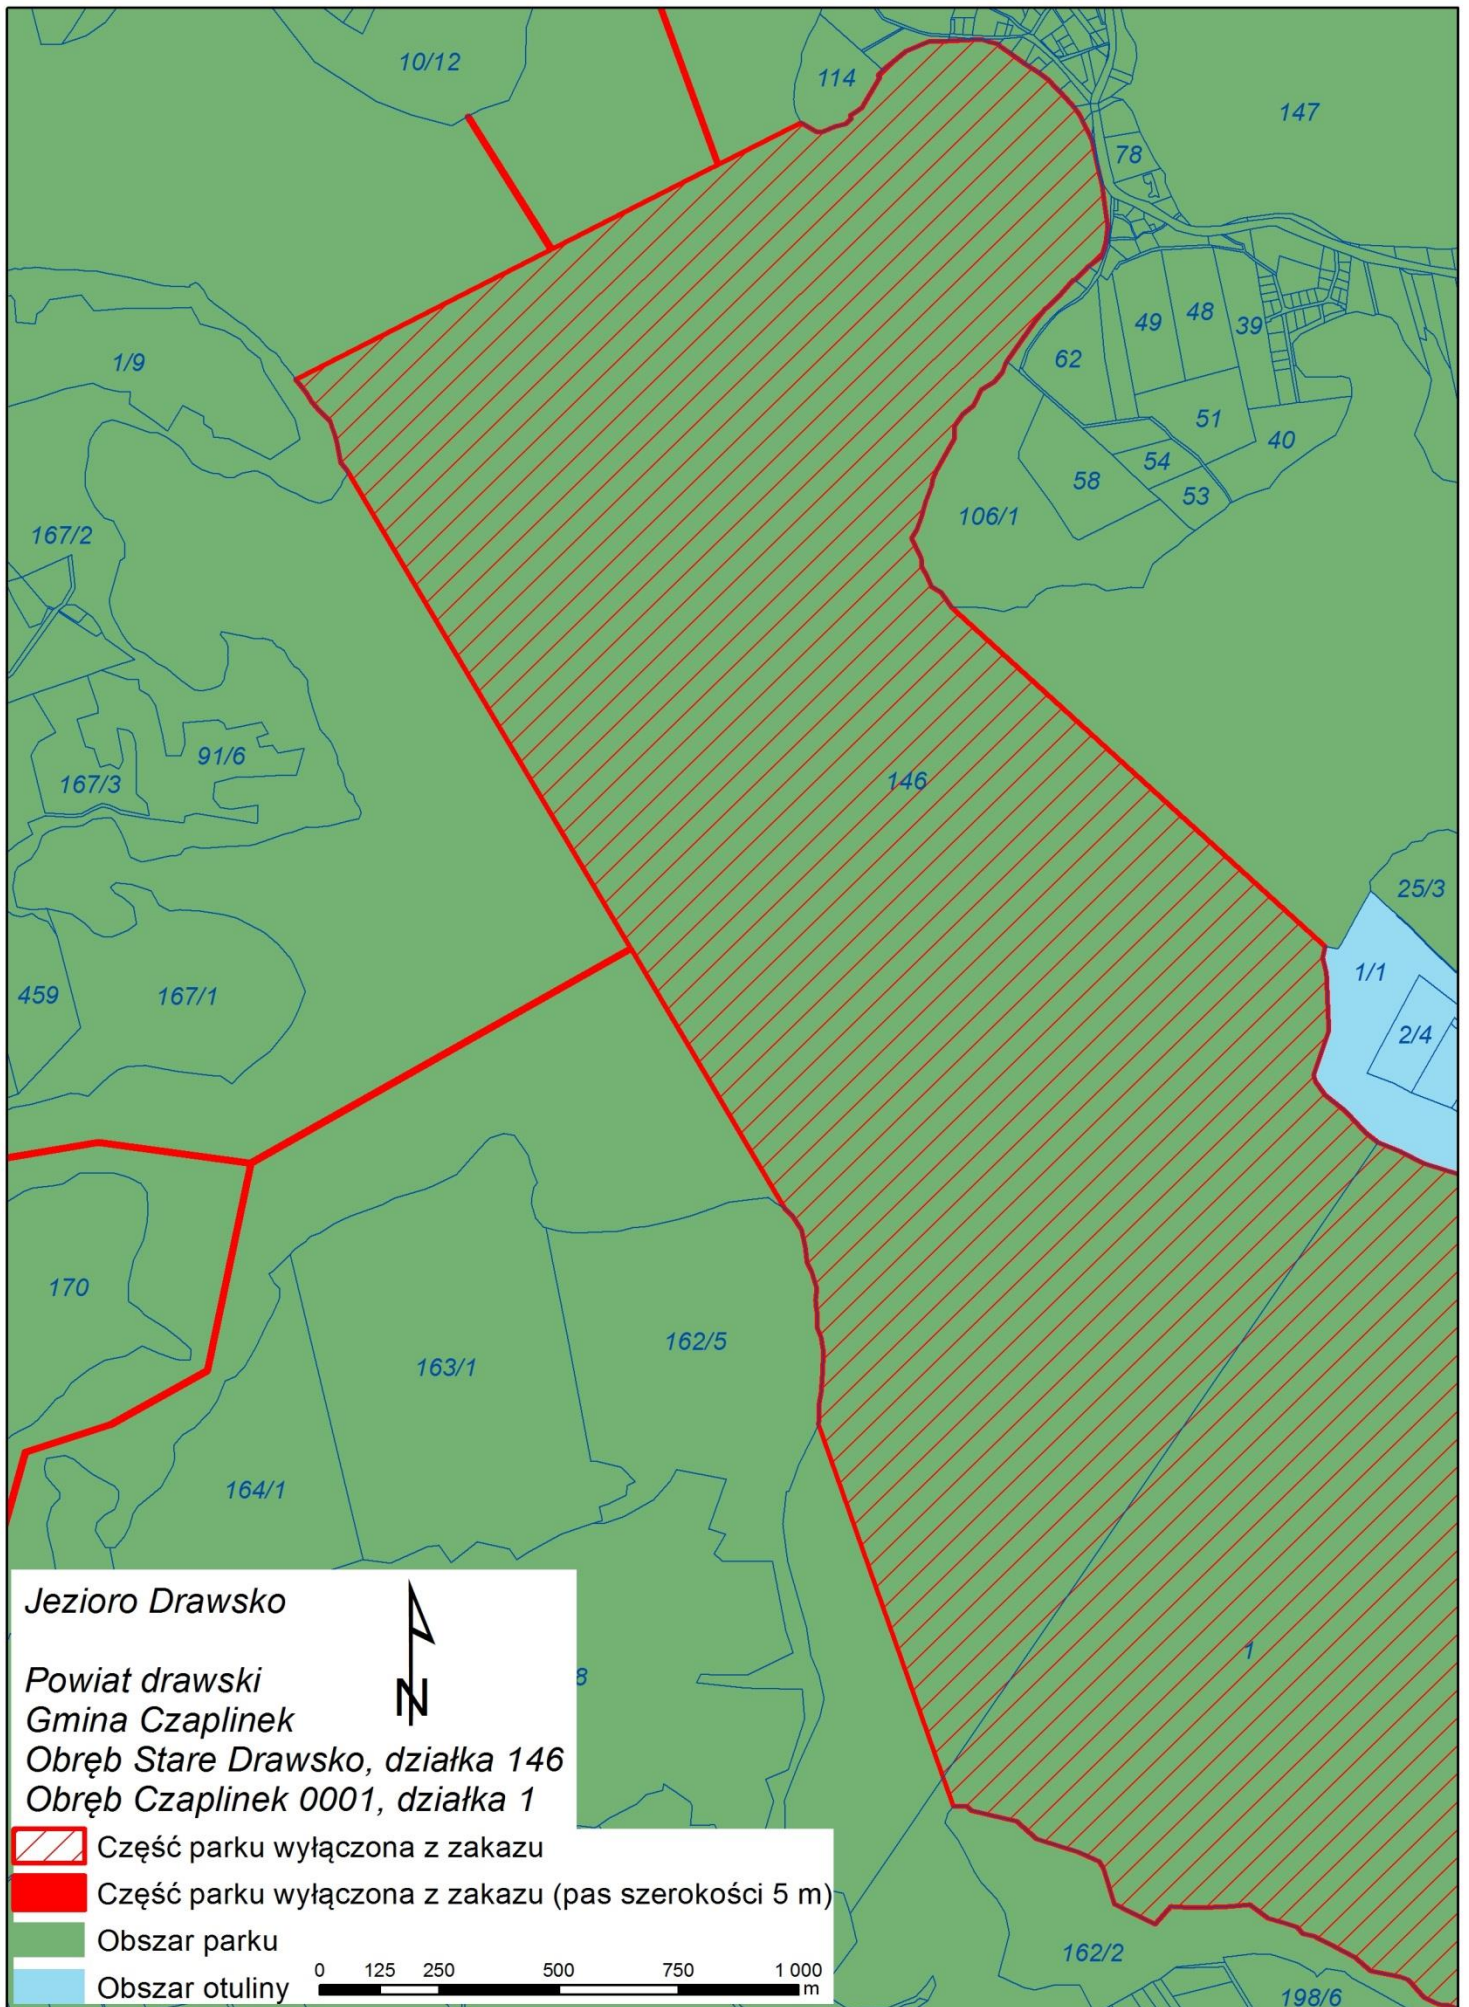 10/12
114
147
78
1/9
49
48
39
62
51
40
54
58
53
106/1
167/2
91/6
167/3
146
25/3
1/1
459
167/1
2/4
170
162/5
163/1
164/1
1
8
162/2
198/6
Jezioro Drawsko
N
Powiat drawski
Gmina Czaplinek
Obręb Stare Drawsko, działka 146
Obręb Czaplinek 0001, działka 1
Część parku wyłączona z zakazu
Część parku wyłączona z zakazu (pas szerokości 5 m)
Obszar parku
Obszar otuliny
0 125 250 500 750 1 000
m